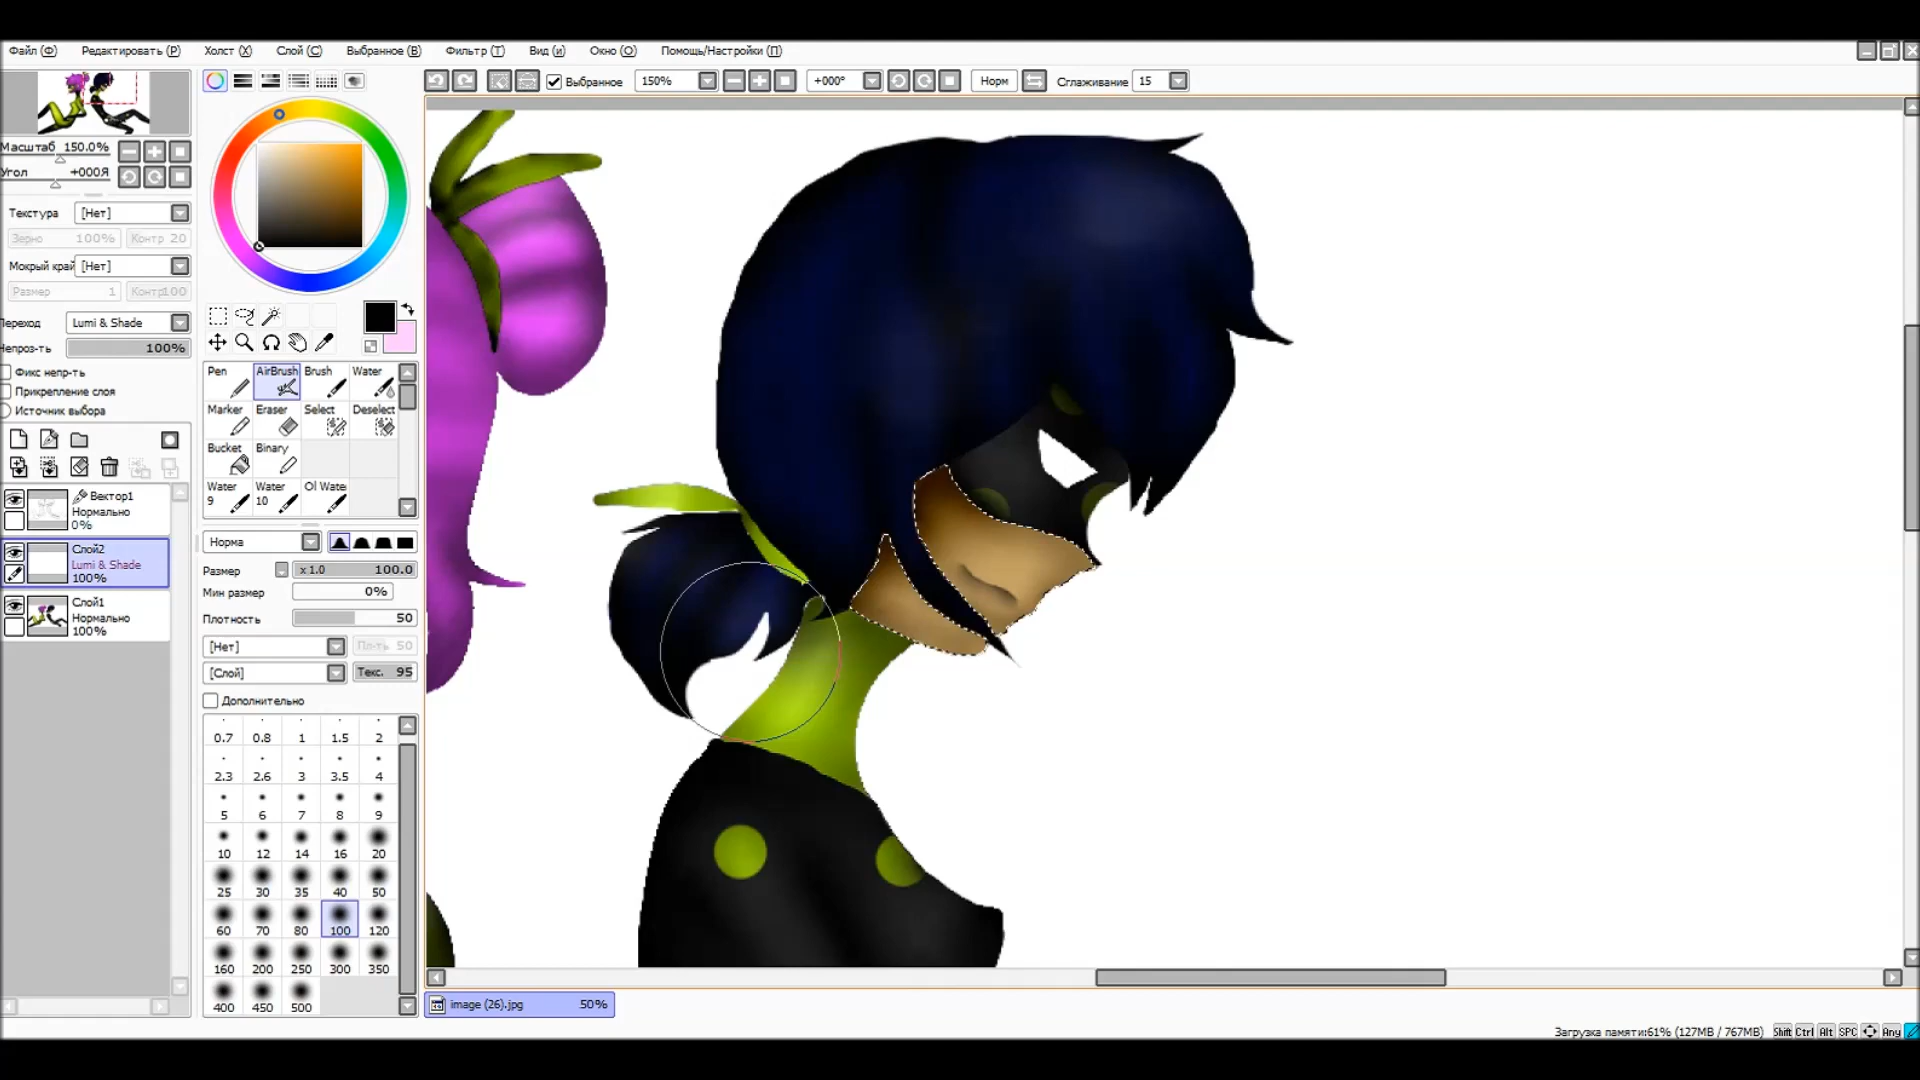 Файл (Ф) Редактировать (Р) Холст (Х) Слой (С) Выбранное (В) Фильтр (Т) Вид (и) Окно (О) Помощь/Настройки (П)
Выбранное 150% +000° Норм Сглаживание 15
Масштаб 150.0%
Угол +000Я
Текстура [Нет]
Зерно 100% Контр 20
Мокрый край [Нет]
Размер 1 Контр100
Переход Lumi & Shade
Непроз-ть 100%
Фикс непр-ть
Прикрепление слоя
Источник выбора
Вектор1
Нормально
0%
Слой2
Lumi & Shade
100%
Слой1
Нормально
100%
Pen AirBrush Brush Water
Marker Eraser Select Deselect
Bucket Binary
Water 9 Water 10 Ol Wate
Норма
Размер x 1.0 100.0
Мин размер 0%
Плотность 50
[Нет] Пл-ть 50
[Слой] Текс. 95
Дополнительно
0.7 0.8 1 1.5 2
2.3 2.6 3 3.5 4
5 6 7 8 9
10 12 14 16 20
25 30 35 40 50
60 70 80 100 120
160 200 250 300 350
400 450 500
image (26).jpg 50%
Загрузка памяти:61% (127MB / 767MB) Shift Ctrl Alt SPC Any